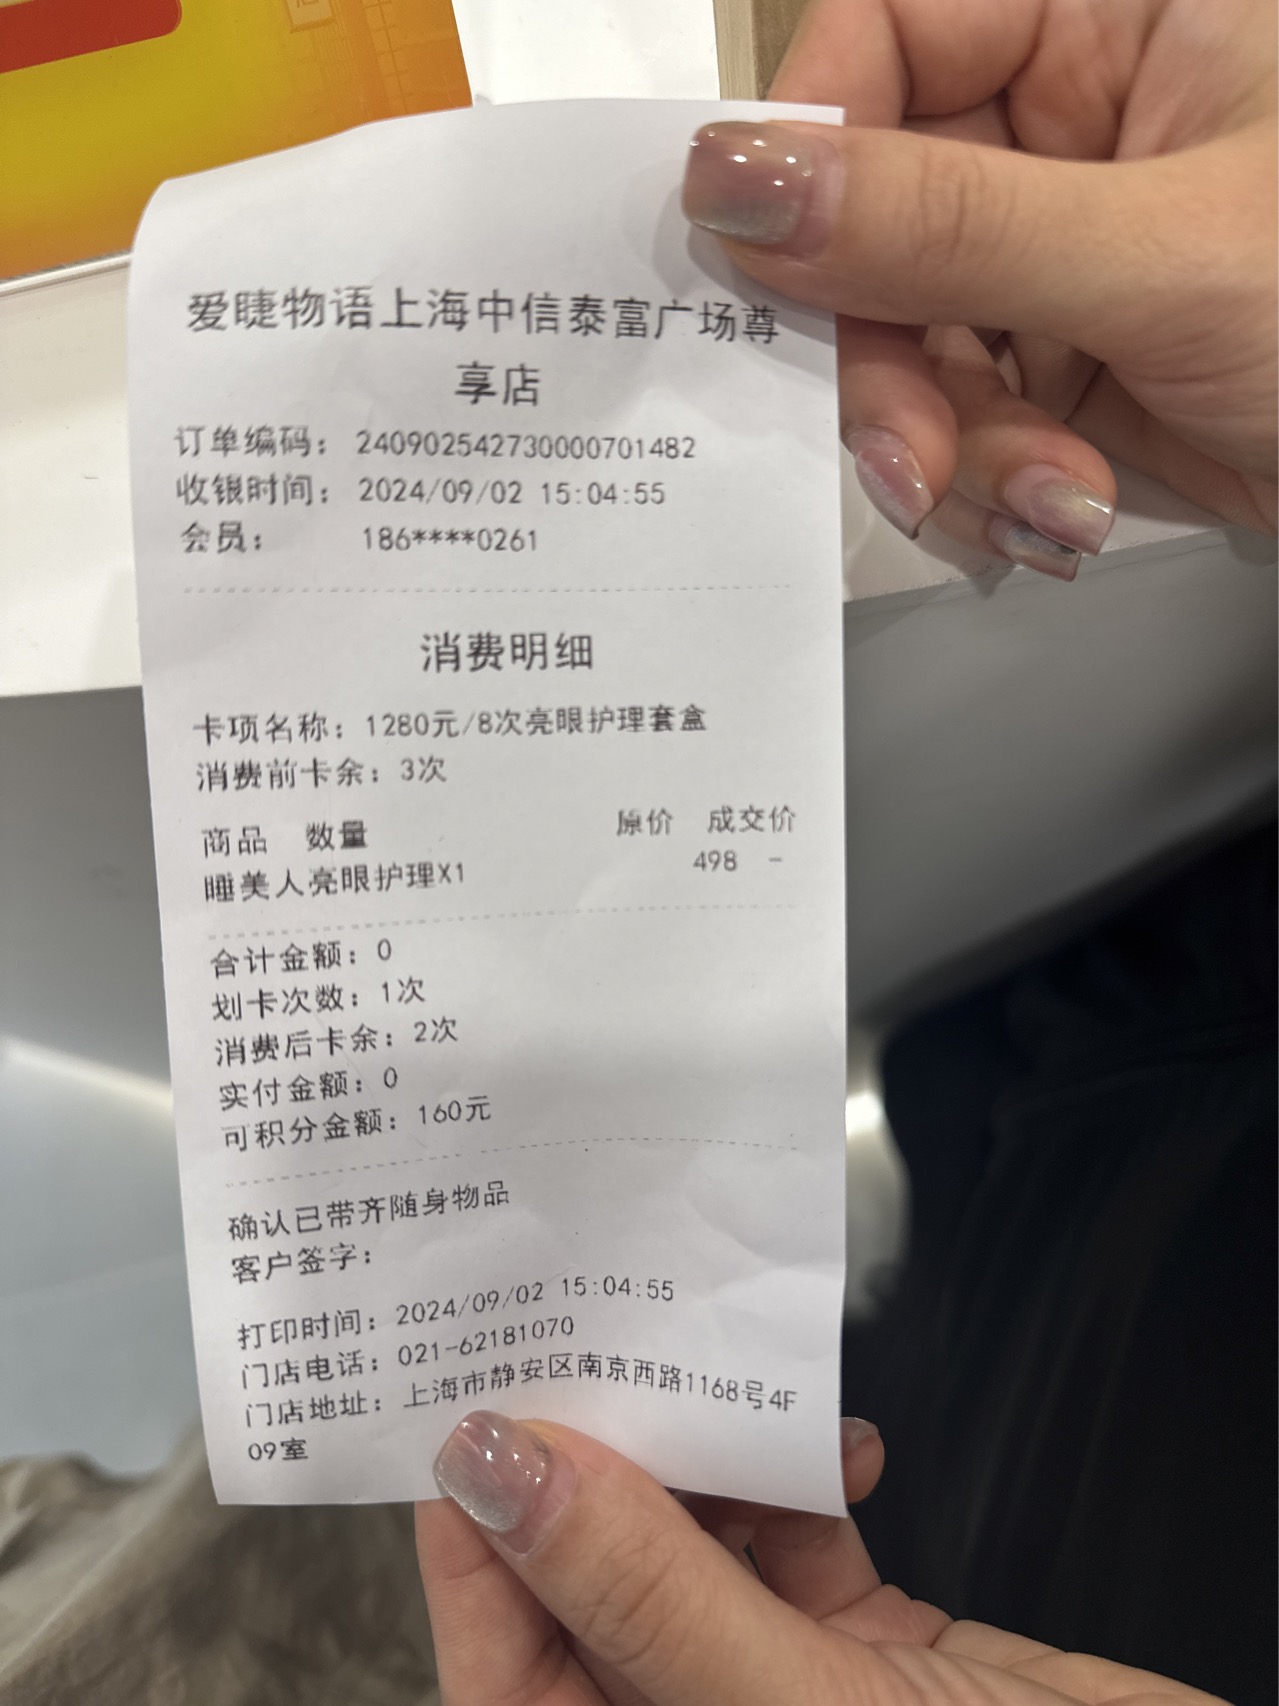 爱睫物语上海中信泰富广场尊
享店
订单编码: 240902542730000701482
收银时间: 2024/09/02 15:04:55
会员: 186****0261
消费明细
卡项名称: 1280元/8次亮眼护理套盒
消费前卡余: 3次
商品 数量 原价 成交价
睡美人亮眼护理X1 498 -
合计金额: 0
划卡次数: 1次
消费后卡余: 2次
实付金额: 0
可积分金额: 160元
确认已带齐随身物品
客户签字:
打印时间: 2024/09/02 15:04:55
门店电话: 021-62181070
门店地址: 上海市静安区南京西路1168号4F
09室